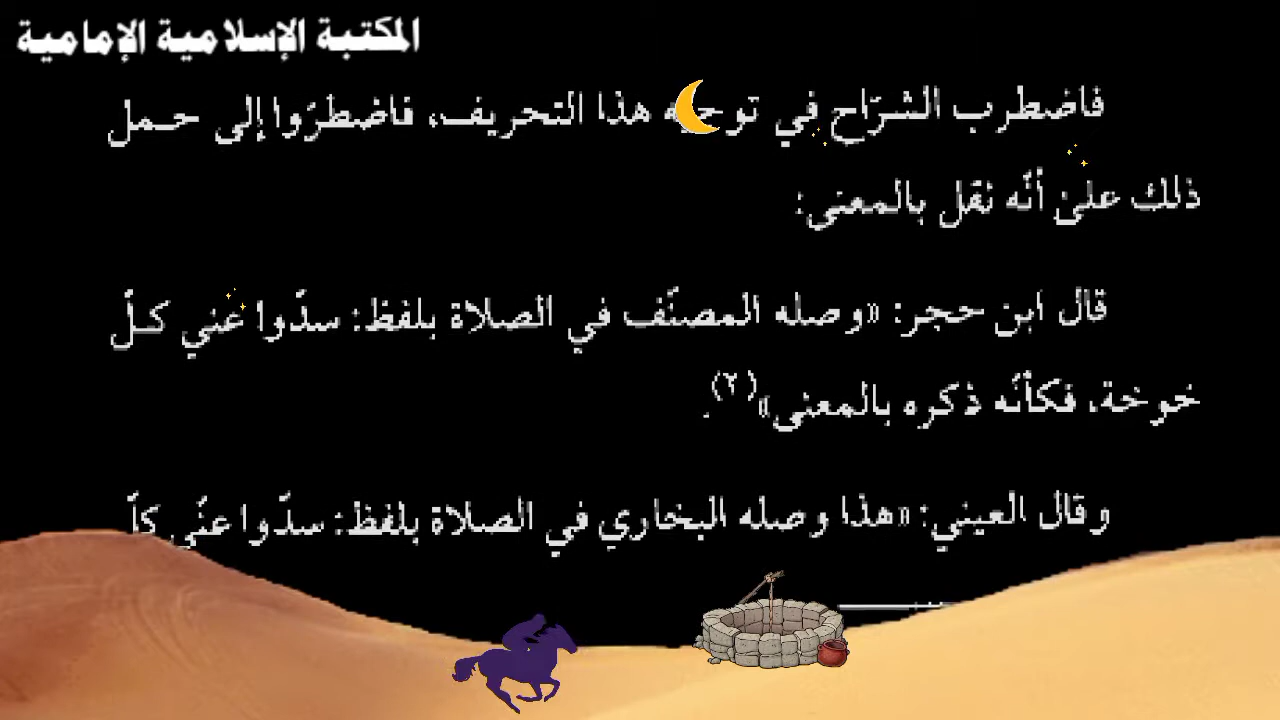 المكتبة الإسلامية الإمامية
فاضطرب الشرّاح في توجيه هذا التحريف، فاضطرّوا إلى حمل
ذلك على أنّه نقل بالمعنى:
قال ابن حجر: «وصله المصنّف في الصلاة بلفظ: سدّوا عني كلّ
خوخة، فكأنّه ذكره بالمعنى»(٢).
وقال العيني: «هذا وصله البخاري في الصلاة بلفظ: سدّوا عنّي كلّ